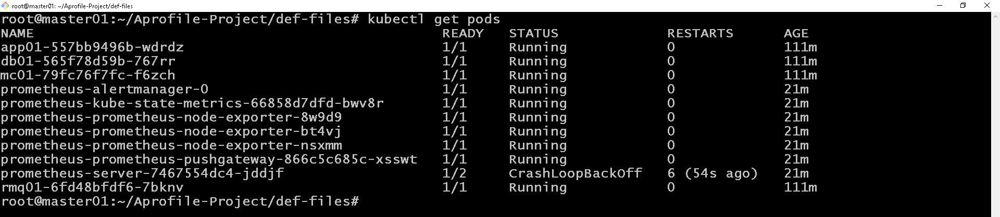 root@master01: ~/Aprofile-Project/def-files
root@master01:~/Aprofile-Project/def-files# kubectl get pods
NAME READY STATUS RESTARTS AGE
app01-557bb9496b-wdrdz 1/1 Running 0 111m
db01-565f78d59b-767rr 1/1 Running 0 111m
mc01-79fc76f7fc-f6zch 1/1 Running 0 111m
prometheus-alertmanager-0 1/1 Running 0 21m
prometheus-kube-state-metrics-66858d7dfd-bwv8r 1/1 Running 0 21m
prometheus-prometheus-node-exporter-8w9d9 1/1 Running 0 21m
prometheus-prometheus-node-exporter-bt4vj 1/1 Running 0 21m
prometheus-prometheus-node-exporter-nsxmm 1/1 Running 0 21m
prometheus-prometheus-pushgateway-866c5c685c-xsswt 1/1 Running 0 21m
prometheus-server-7467554dc4-jddjf 1/2 CrashLoopBackOff 6 (54s ago) 21m
rmq01-6fd48bfdf6-7bknv 1/1 Running 0 111m
root@master01:~/Aprofile-Project/def-files#